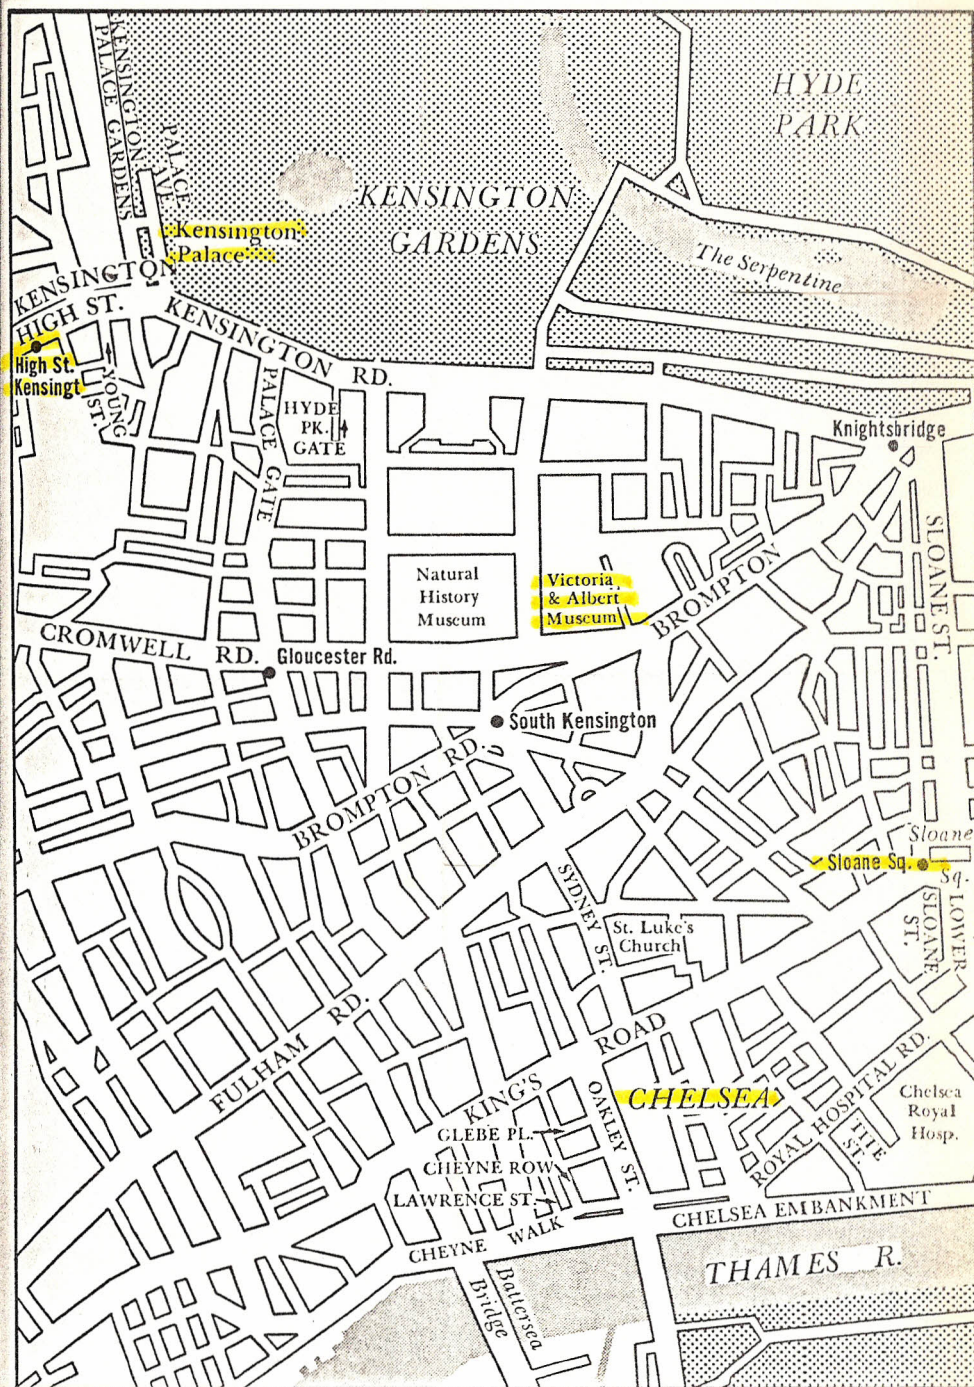 KENSINGTON
PALACE GARDENS
PALACE
AVE.
HYDE
PARK
KENSINGTON
GARDENS
Kensington
Palace
The Serpentine
KENSINGTON
HIGH ST.
KENSINGTON RD.
High St.
Kensingt
YOUNG
ST.
PALACE GATE
HYDE
PK.
GATE
Knightsbridge
SLOANE ST.
Natural
History
Museum
Victoria
& Albert
Museum
BROMPTON
CROMWELL RD.
Gloucester Rd.
South Kensington
BROMPTON RD.
Sloane
Sq.
Sloane Sq.
LOWER
SLOANE
ST.
SYDNEY ST.
St. Luke's
Church
FULHAM RD.
KING'S ROAD
CHELSEA
OAKLEY ST.
GLEBE PL.
CHEYNE ROW
LAWRENCE ST.
CHEYNE WALK
ROYAL HOSPITAL RD.
Chelsea
Royal
Hosp.
TITE
ST.
CHELSEA EMBANKMENT
THAMES R.
Battersea
Bridge